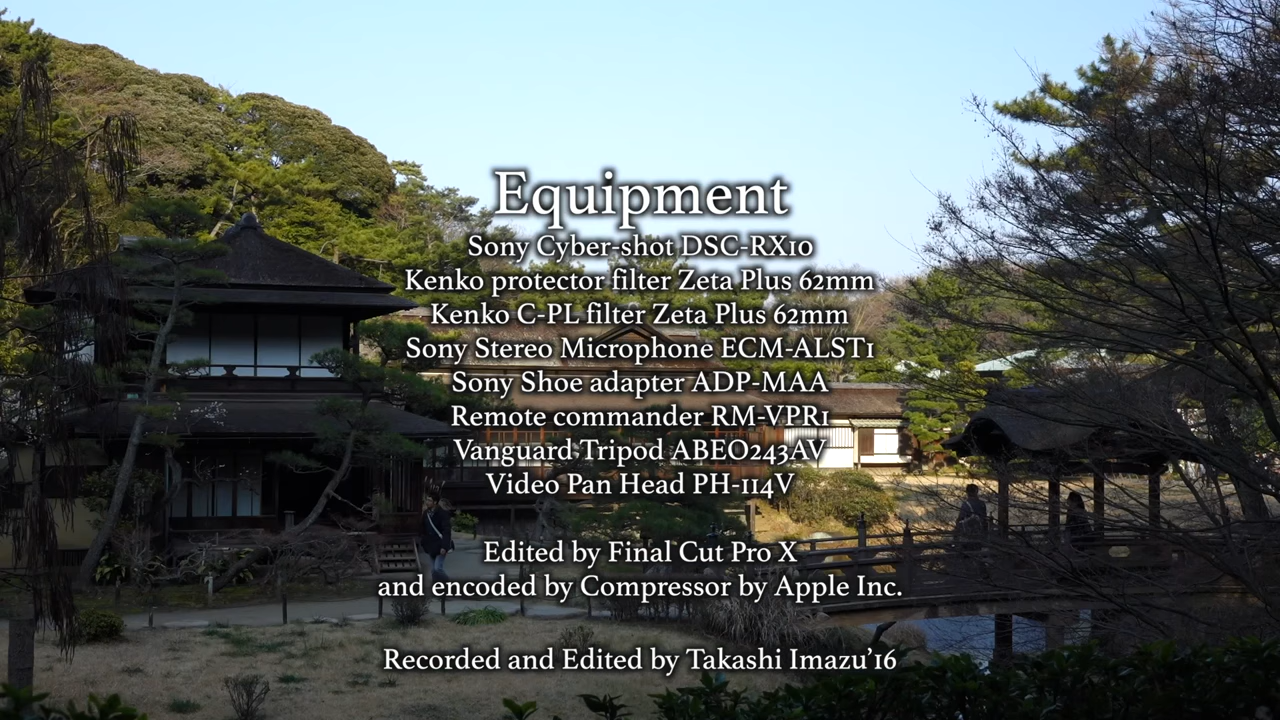 Equipment
Sony Cyber-shot DSC-RX10
Kenko protector filter Zeta Plus 62mm
Kenko C-PL filter Zeta Plus 62mm
Sony Stereo Microphone ECM-ALST1
Sony Shoe adapter ADP-MAA
Remote commander RM-VPR1
Vanguard Tripod ABEO243AV
Video Pan Head PH-114V
Edited by Final Cut Pro X
and encoded by Compressor by Apple Inc.
Recorded and Edited by Takashi Imazu'16